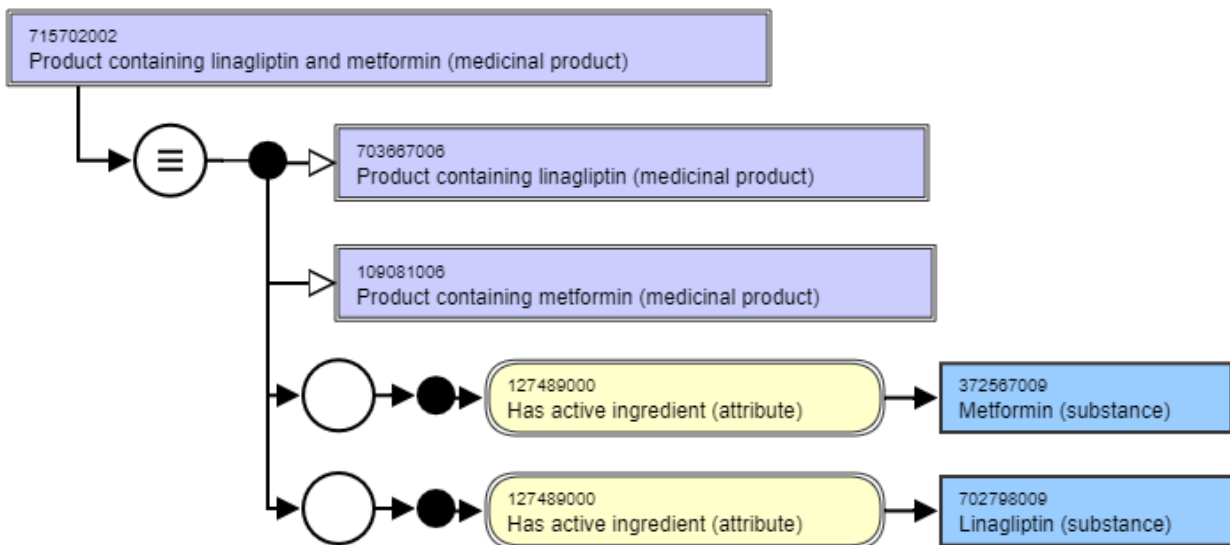 715702002
Product containing linagliptin and metformin (medicinal product)
703667006
Product containing linagliptin (medicinal product)
109081006
Product containing metformin (medicinal product)
127489000
Has active ingredient (attribute)
372567009
Metformin (substance)
127489000
Has active ingredient (attribute)
702798009
Linagliptin (substance)